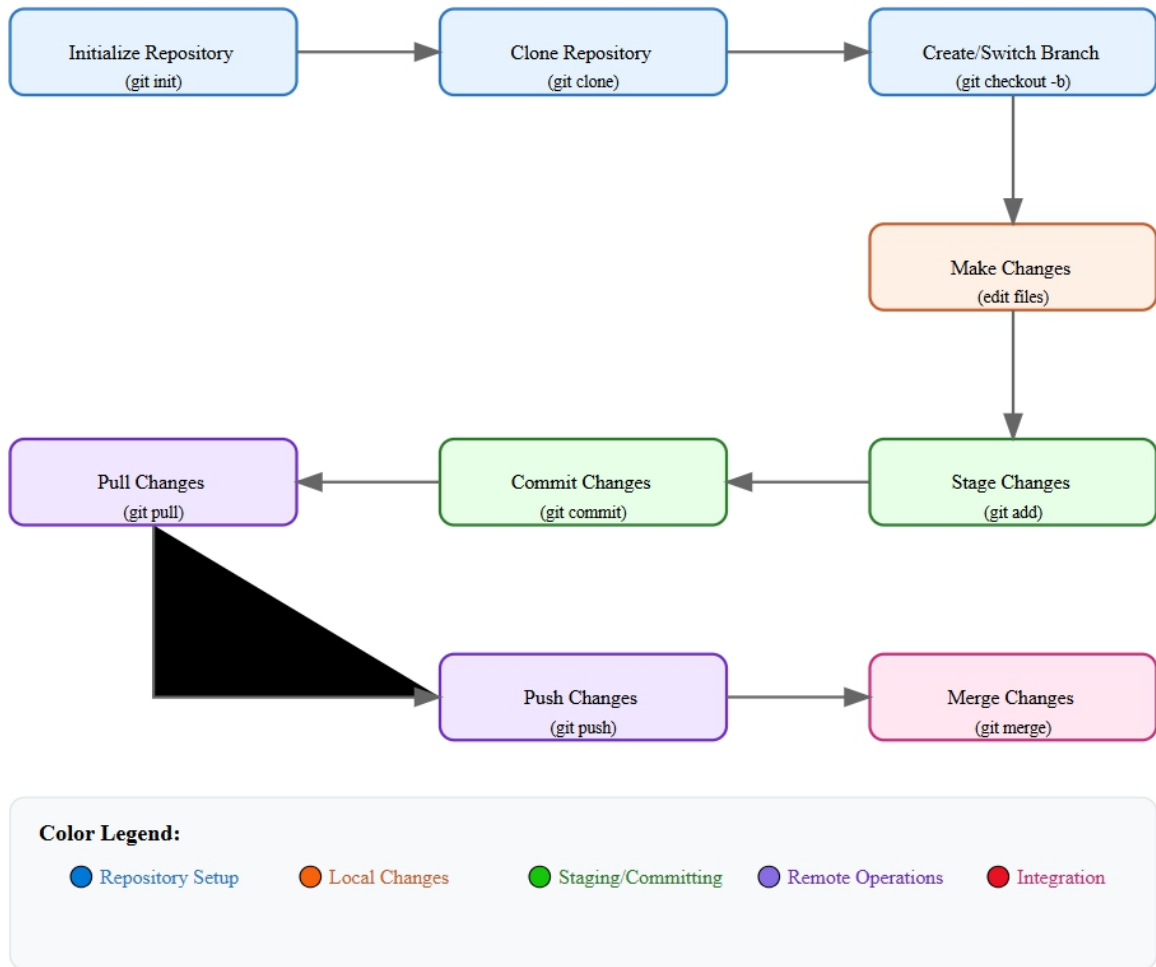 Initialize Repository
(git init)
Clone Repository
(git clone)
Create/Switch Branch
(git checkout -b)
Make Changes
(edit files)
Pull Changes
(git pull)
Commit Changes
(git commit)
Stage Changes
(git add)
Push Changes
(git push)
Merge Changes
(git merge)
Color Legend:
Repository Setup
Local Changes
Staging/Committing
Remote Operations
Integration